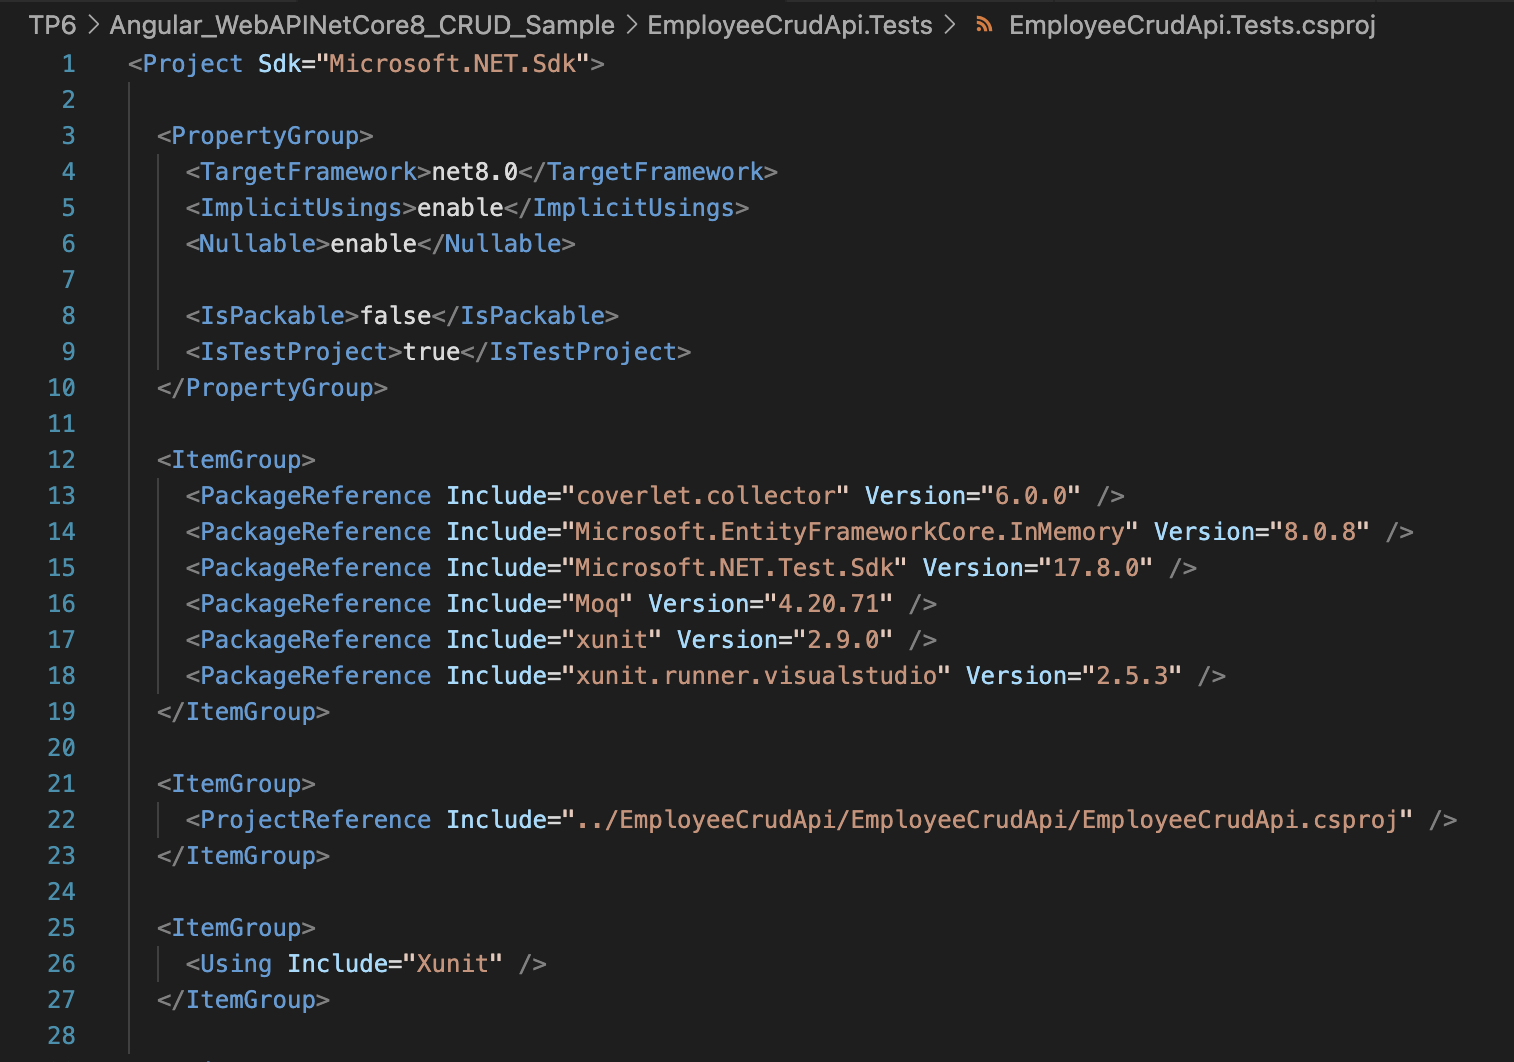 TP6 > Angular_WebAPINetCore8_CRUD_Sample > EmployeeCrudApi.Tests > EmployeeCrudApi.Tests.csproj
1 <Project Sdk="Microsoft.NET.Sdk">
2
3 <PropertyGroup>
4 <TargetFramework>net8.0</TargetFramework>
5 <ImplicitUsings>enable</ImplicitUsings>
6 <Nullable>enable</Nullable>
7
8 <IsPackable>false</IsPackable>
9 <IsTestProject>true</IsTestProject>
10 </PropertyGroup>
11
12 <ItemGroup>
13 <PackageReference Include="coverlet.collector" Version="6.0.0" />
14 <PackageReference Include="Microsoft.EntityFrameworkCore.InMemory" Version="8.0.8" />
15 <PackageReference Include="Microsoft.NET.Test.Sdk" Version="17.8.0" />
16 <PackageReference Include="Moq" Version="4.20.71" />
17 <PackageReference Include="xunit" Version="2.9.0" />
18 <PackageReference Include="xunit.runner.visualstudio" Version="2.5.3" />
19 </ItemGroup>
20
21 <ItemGroup>
22 <ProjectReference Include="../EmployeeCrudApi/EmployeeCrudApi/EmployeeCrudApi.csproj" />
23 </ItemGroup>
24
25 <ItemGroup>
26 <Using Include="Xunit" />
27 </ItemGroup>
28